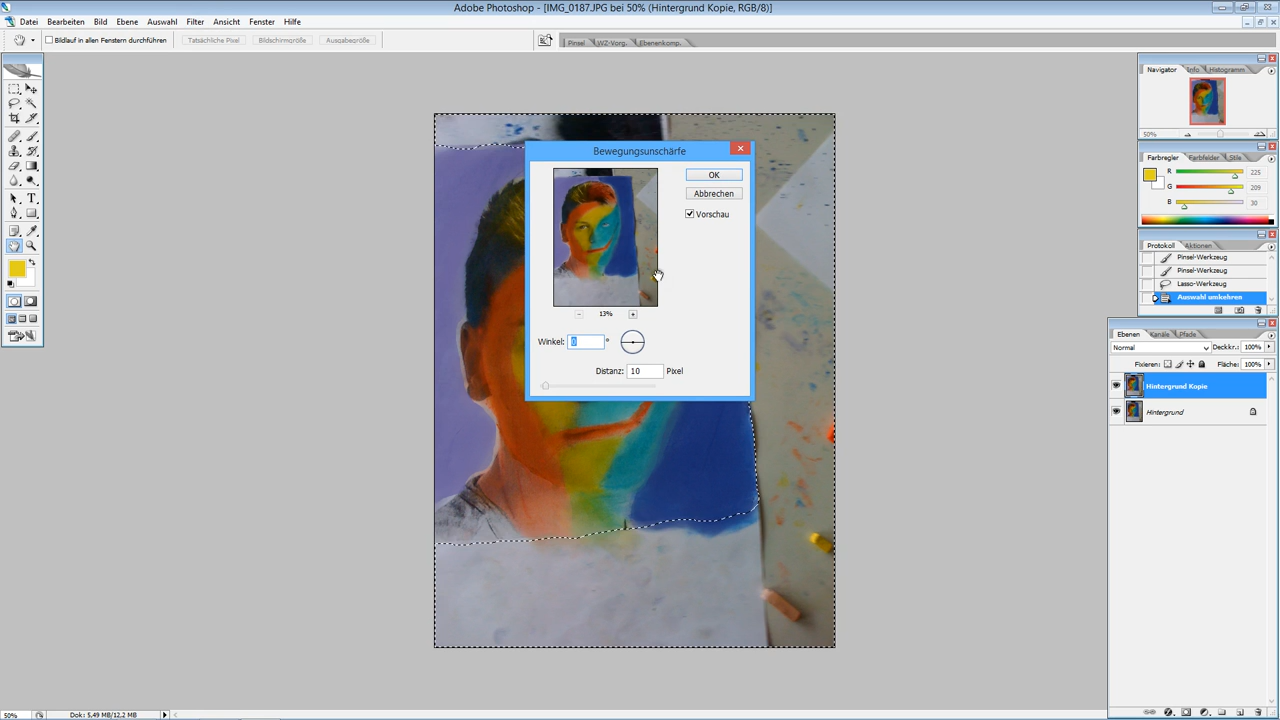 Adobe Photoshop - [IMG_0187.JPG bei 50% (Hintergrund Kopie, RGB/8)]
Datei Bearbeiten Bild Ebene Auswahl Filter Ansicht Fenster Hilfe
Bildlauf in allen Fenstern durchführen Tatsächliche Pixel Bildschirmgröße Ausgabegröße
Pinsel WZ-Vorg. Ebenenkomp.
Navigator Info Histogramm
50%
Farbregler Farbfelder Stile
R 225
G 209
B 30
Protokoll Aktionen
Pinsel-Werkzeug
Pinsel-Werkzeug
Lasso-Werkzeug
Auswahl umkehren
Ebenen Kanäle Pfade
Normal Deckkr.: 100%
Fixieren: Fläche: 100%
Hintergrund Kopie
Hintergrund
Bewegungsunschärfe
OK
Abbrechen
Vorschau
13%
Winkel: 0 °
Distanz: 10 Pixel
50% Dok: 5,49 MB/12,2 MB